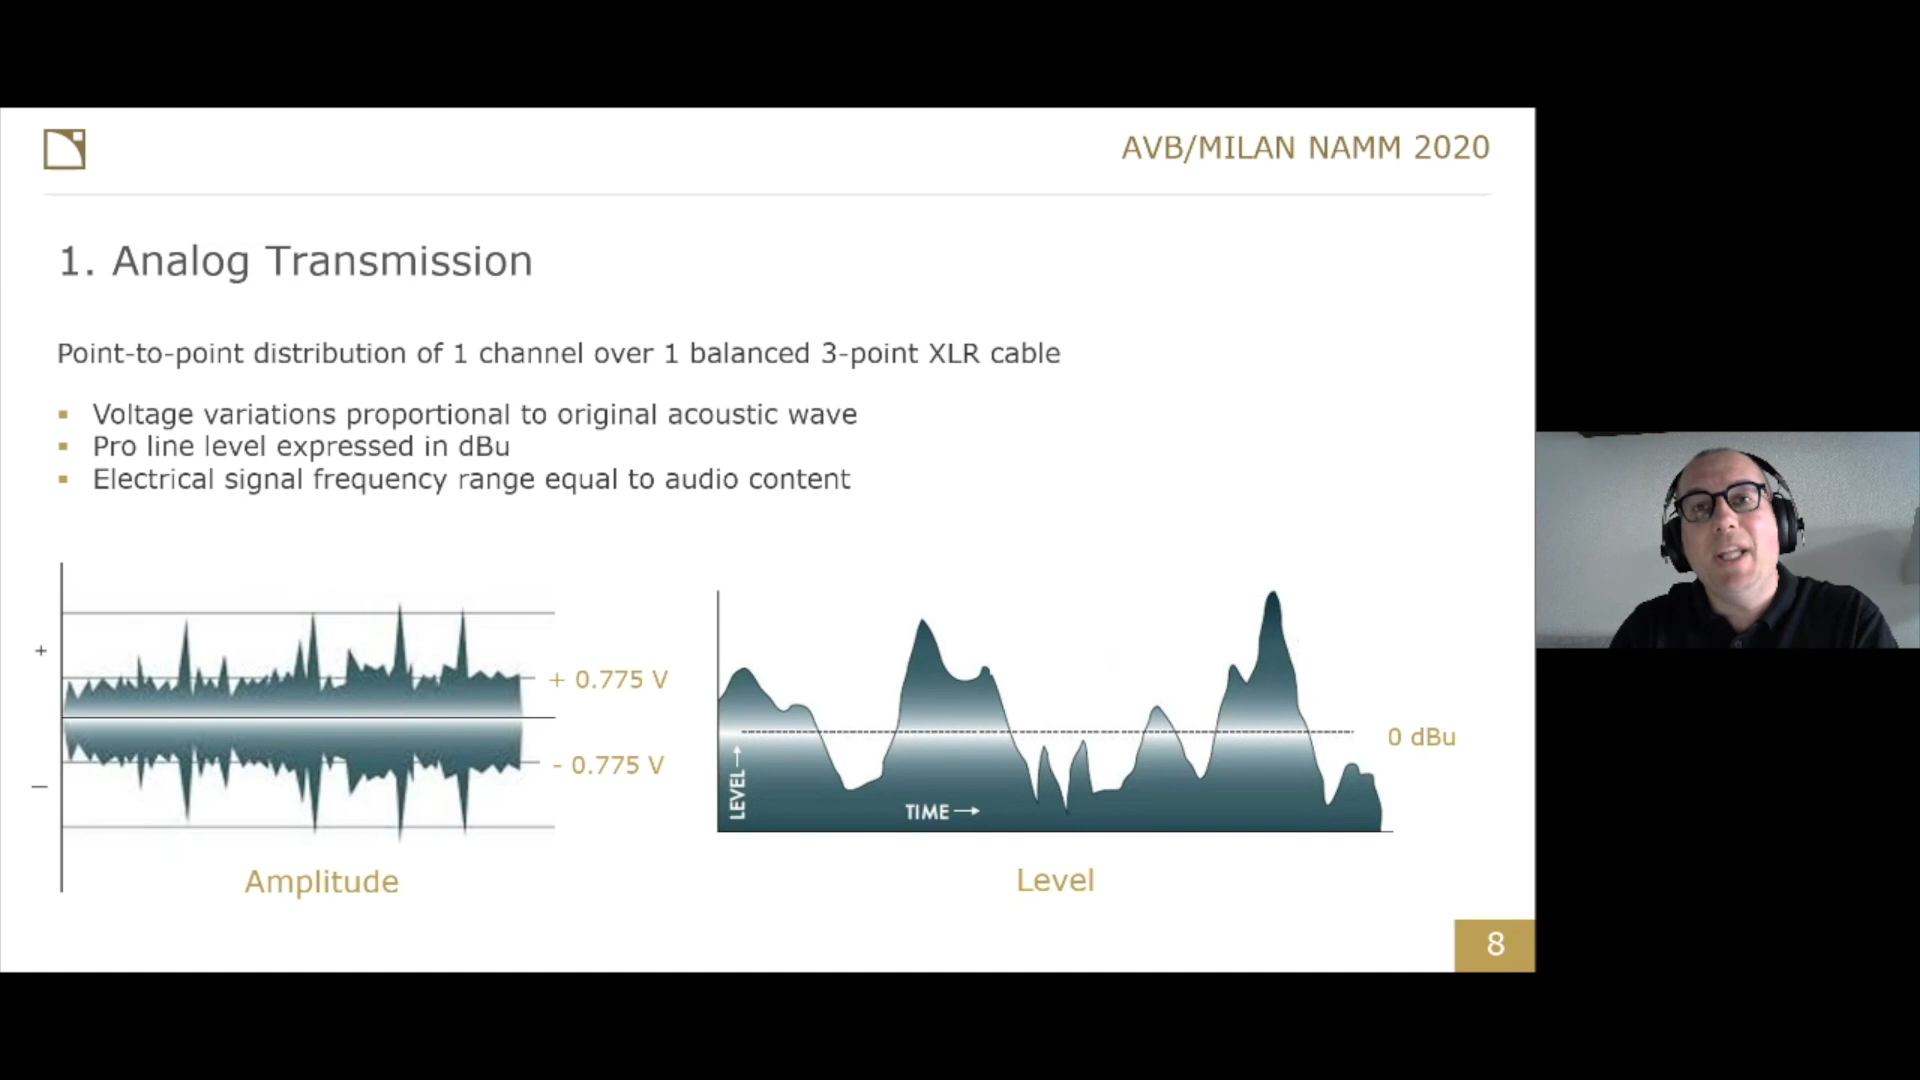 AVB/MILAN NAMM 2020
1. Analog Transmission
Point-to-point distribution of 1 channel over 1 balanced 3-point XLR cable
▪ Voltage variations proportional to original acoustic wave
▪ Pro line level expressed in dBu
▪ Electrical signal frequency range equal to audio content
+
+ 0.775 V
- 0.775 V
–
Amplitude
LEVEL→
TIME→
0 dBu
Level
8